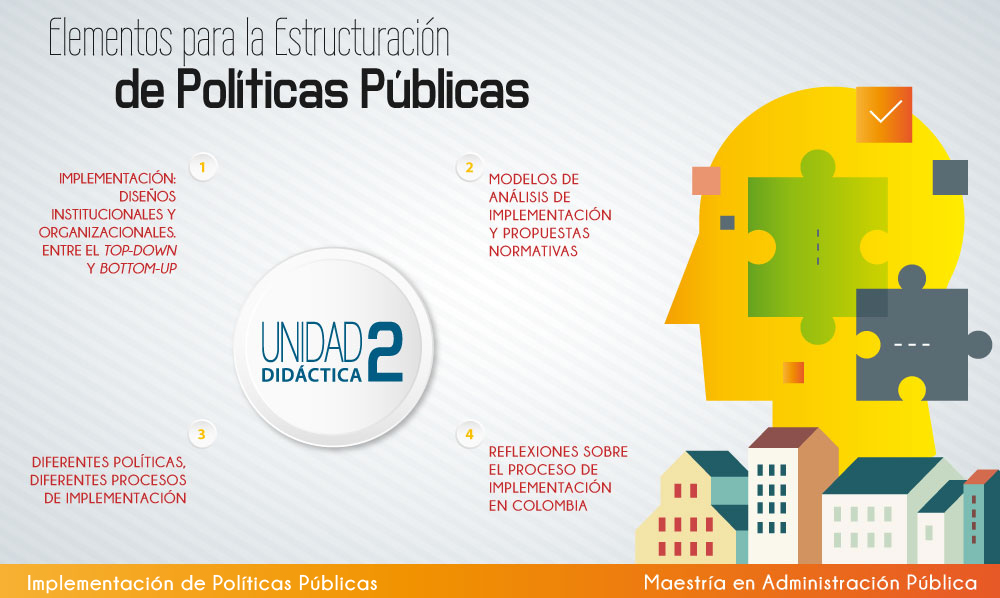 Elementos para la Estructuración
de Políticas Públicas
1
IMPLEMENTACIÓN:
DISEÑOS
INSTITUCIONALES Y
ORGANIZACIONALES.
ENTRE EL TOP-DOWN
Y BOTTOM-UP
2
MODELOS DE
ANÁLISIS DE
IMPLEMENTACIÓN
Y PROPUESTAS
NORMATIVAS
UNIDAD 2
DIDÁCTICA
3
DIFERENTES POLÍTICAS,
DIFERENTES PROCESOS
DE IMPLEMENTACIÓN
4
REFLEXIONES SOBRE
EL PROCESO DE
IMPLEMENTACIÓN
EN COLOMBIA
Implementación de Políticas Públicas
Maestría en Administración Pública